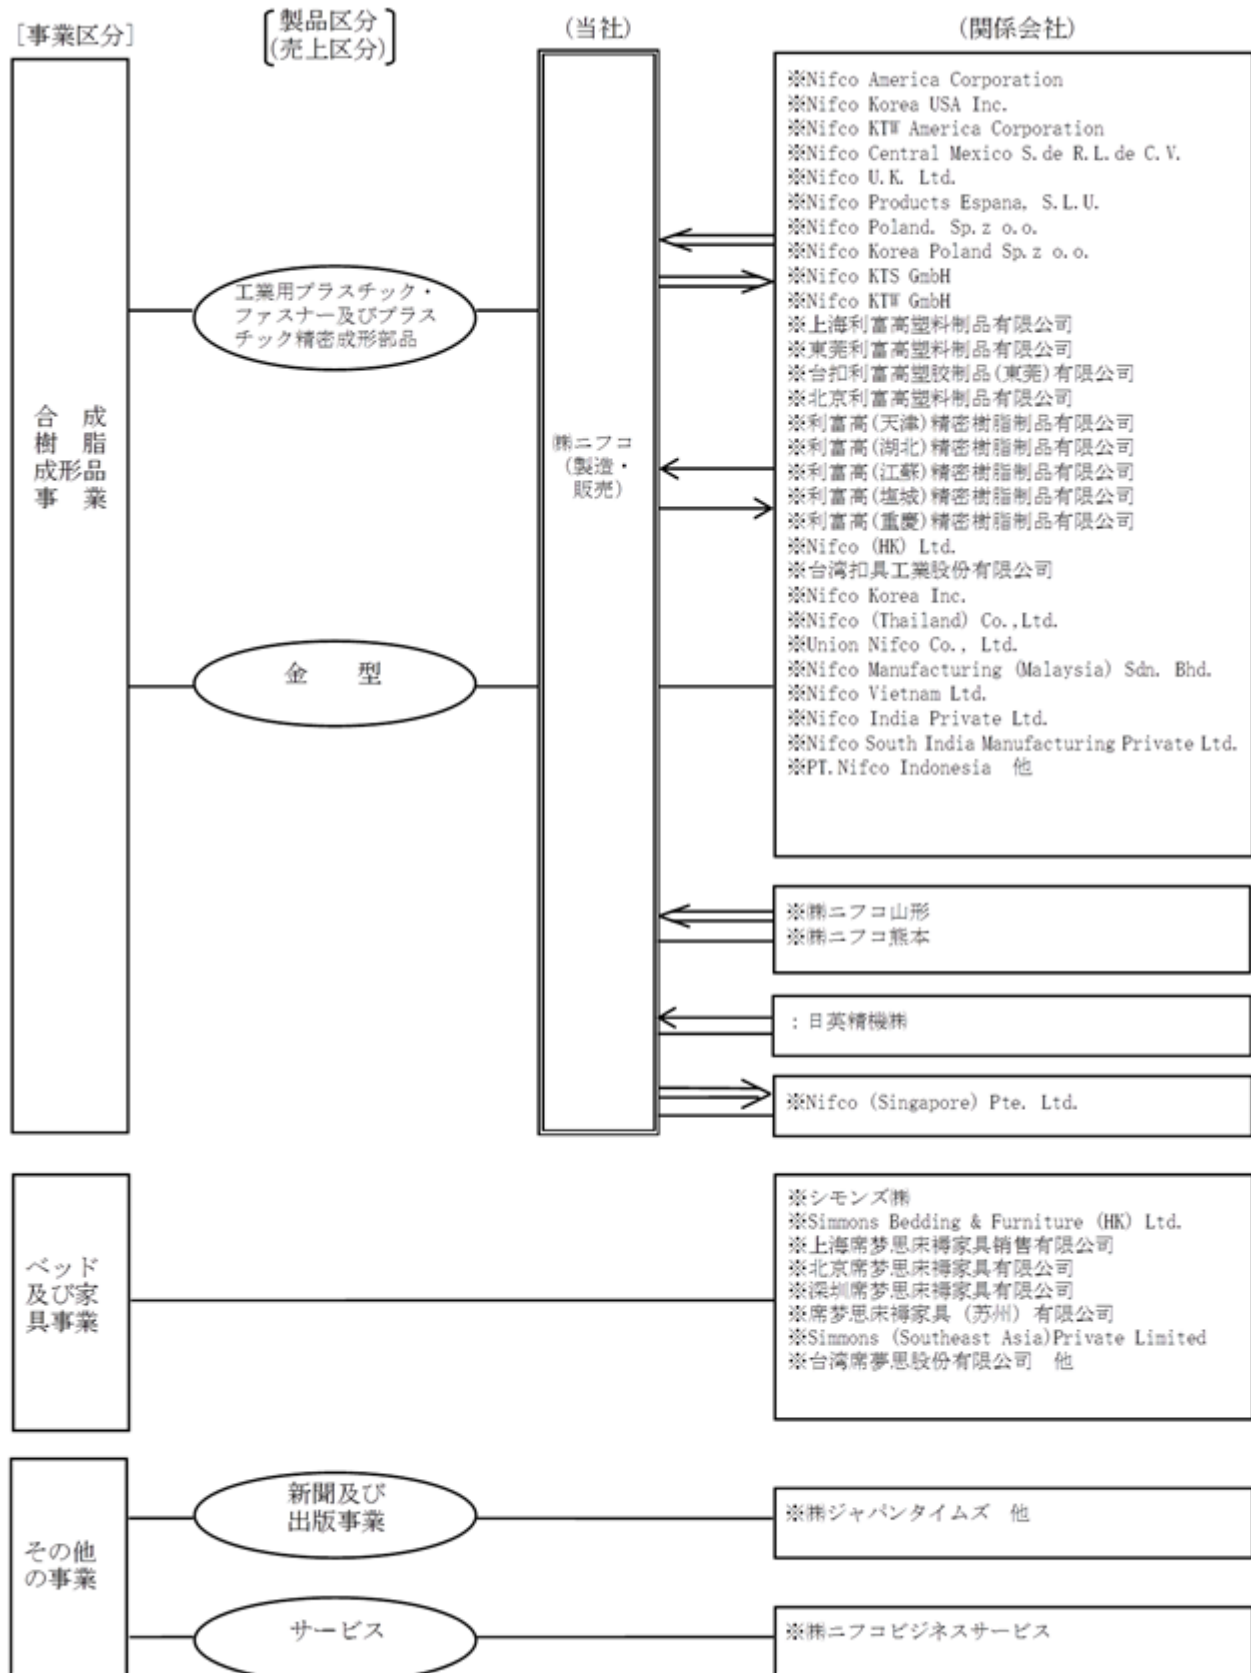 [事業区分]
製品区分
(売上区分)
(当社)
(関係会社)
合　成
樹　脂
成形品
事　業
工業用プラスチック・
ファスナー及びプラス
チック精密成形部品
金　型
㈱ニフコ
(製造・
販売)
※Nifco America Corporation
※Nifco Korea USA Inc.
※Nifco KTW America Corporation
※Nifco Central Mexico S.de R.L.de C.V.
※Nifco U.K. Ltd.
※Nifco Products Espana, S.L.U.
※Nifco Poland. Sp.z o.o.
※Nifco Korea Poland Sp.z o.o.
※Nifco KTS GmbH
※Nifco KTW GmbH
※上海利富高塑料制品有限公司
※東莞利富高塑料制品有限公司
※台扣利富高塑胶制品(東莞)有限公司
※北京利富高塑料制品有限公司
※利富高(天津)精密樹脂制品有限公司
※利富高(湖北)精密樹脂制品有限公司
※利富高(江蘇)精密樹脂制品有限公司
※利富高(塩城)精密樹脂制品有限公司
※利富高(重慶)精密樹脂制品有限公司
※Nifco (HK) Ltd.
※台湾扣具工業股份有限公司
※Nifco Korea Inc.
※Nifco (Thailand) Co.,Ltd.
※Union Nifco Co., Ltd.
※Nifco Manufacturing (Malaysia) Sdn. Bhd.
※Nifco Vietnam Ltd.
※Nifco India Private Ltd.
※Nifco South India Manufacturing Private Ltd.
※PT.Nifco Indonesia　他
※㈱ニフコ山形
※㈱ニフコ熊本
：日英精機㈱
※Nifco (Singapore) Pte. Ltd.
ベッド
及び家
具事業
※シモンズ㈱
※Simmons Bedding & Furniture (HK) Ltd.
※上海席梦思床褥家具销售有限公司
※北京席梦思床褥家具有限公司
※深圳席梦思床褥家具有限公司
※席梦思床褥家具（苏州）有限公司
※Simmons (Southeast Asia)Private Limited
※台湾席夢思股份有限公司　他
その他
の事業
新聞及び
出版事業
※㈱ジャパンタイムズ　他
サービス
※㈱ニフコビジネスサービス